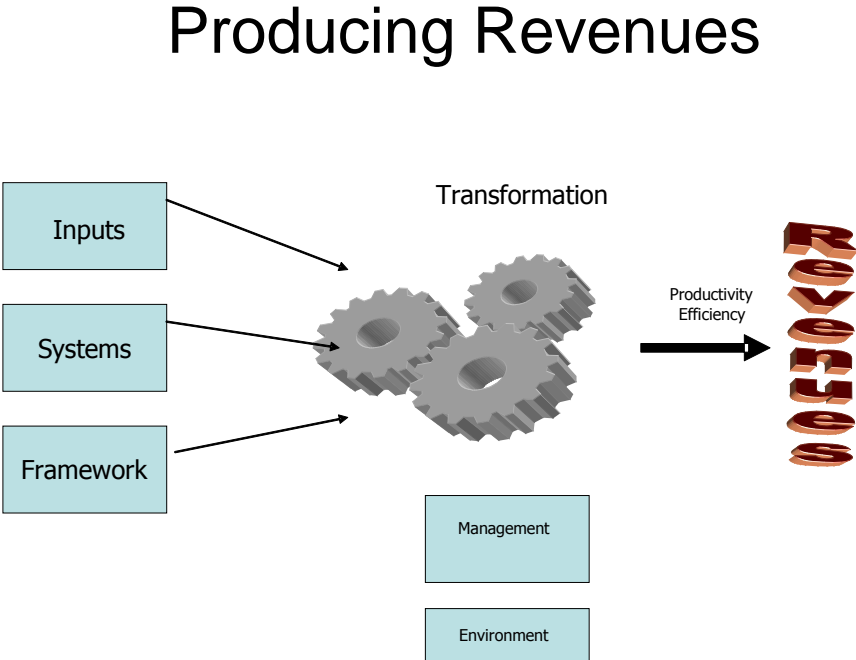 Producing Revenues
Inputs
Systems
Framework
Transformation
Productivity
Efficiency
Revenues
Management
Environment